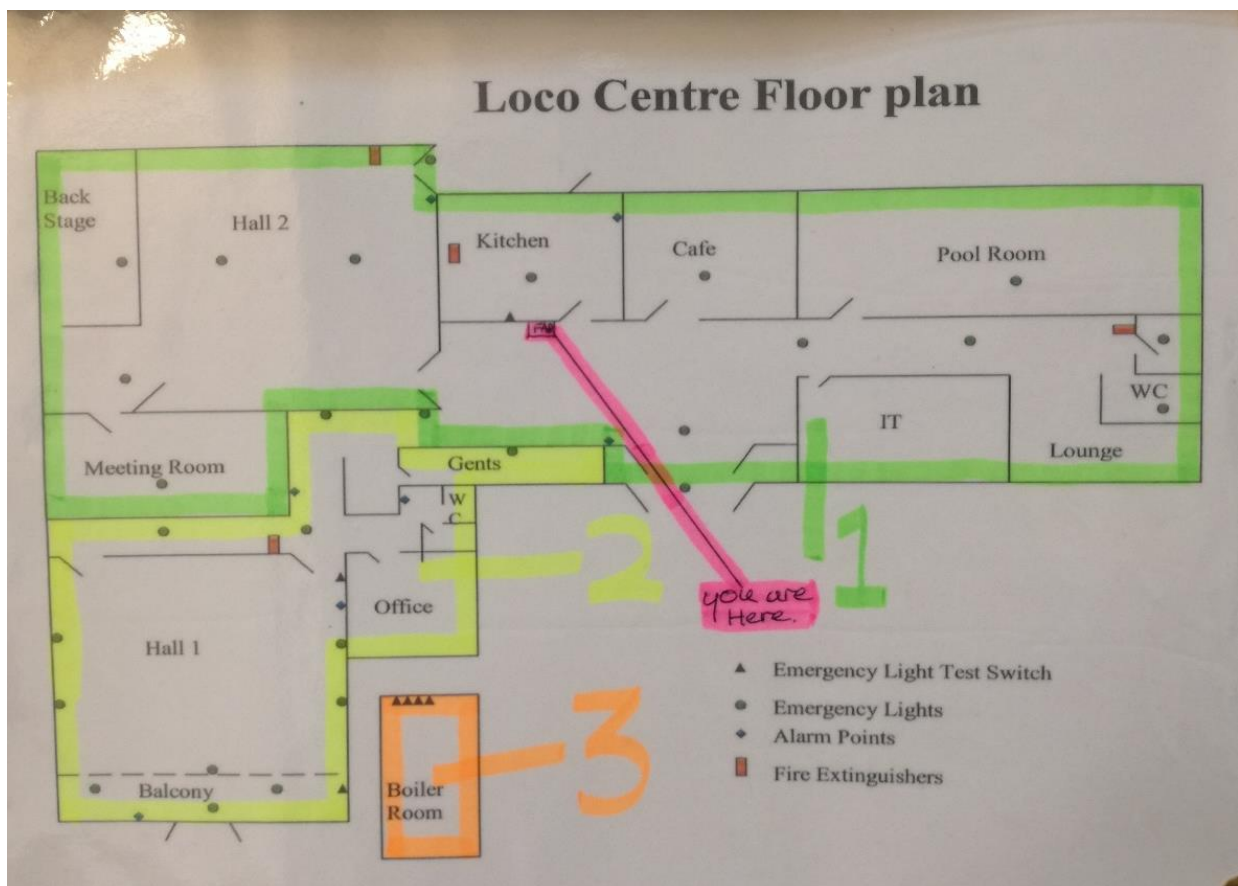 Loco Centre Floor plan
Back
Stage
Hall 2
Kitchen
Cafe
Pool Room
WC
IT
Lounge
Meeting Room
Gents
W
C
2
1
Office
you are
Here.
Hall 1
3
Boiler
Room
Balcony
Emergency Light Test Switch
Emergency Lights
Alarm Points
Fire Extinguishers